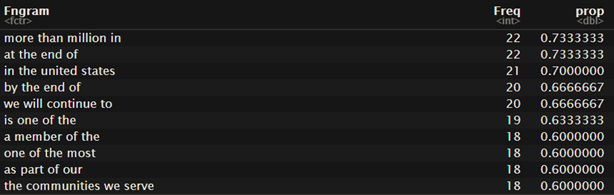 Fngram Freq prop
<fctr> <int> <dbl>
more than million in 22 0.7333333
at the end of 22 0.7333333
in the united states 21 0.7000000
by the end of 20 0.6666667
we will continue to 20 0.6666667
is one of the 19 0.6333333
a member of the 18 0.6000000
one of the most 18 0.6000000
as part of our 18 0.6000000
the communities we serve 18 0.6000000